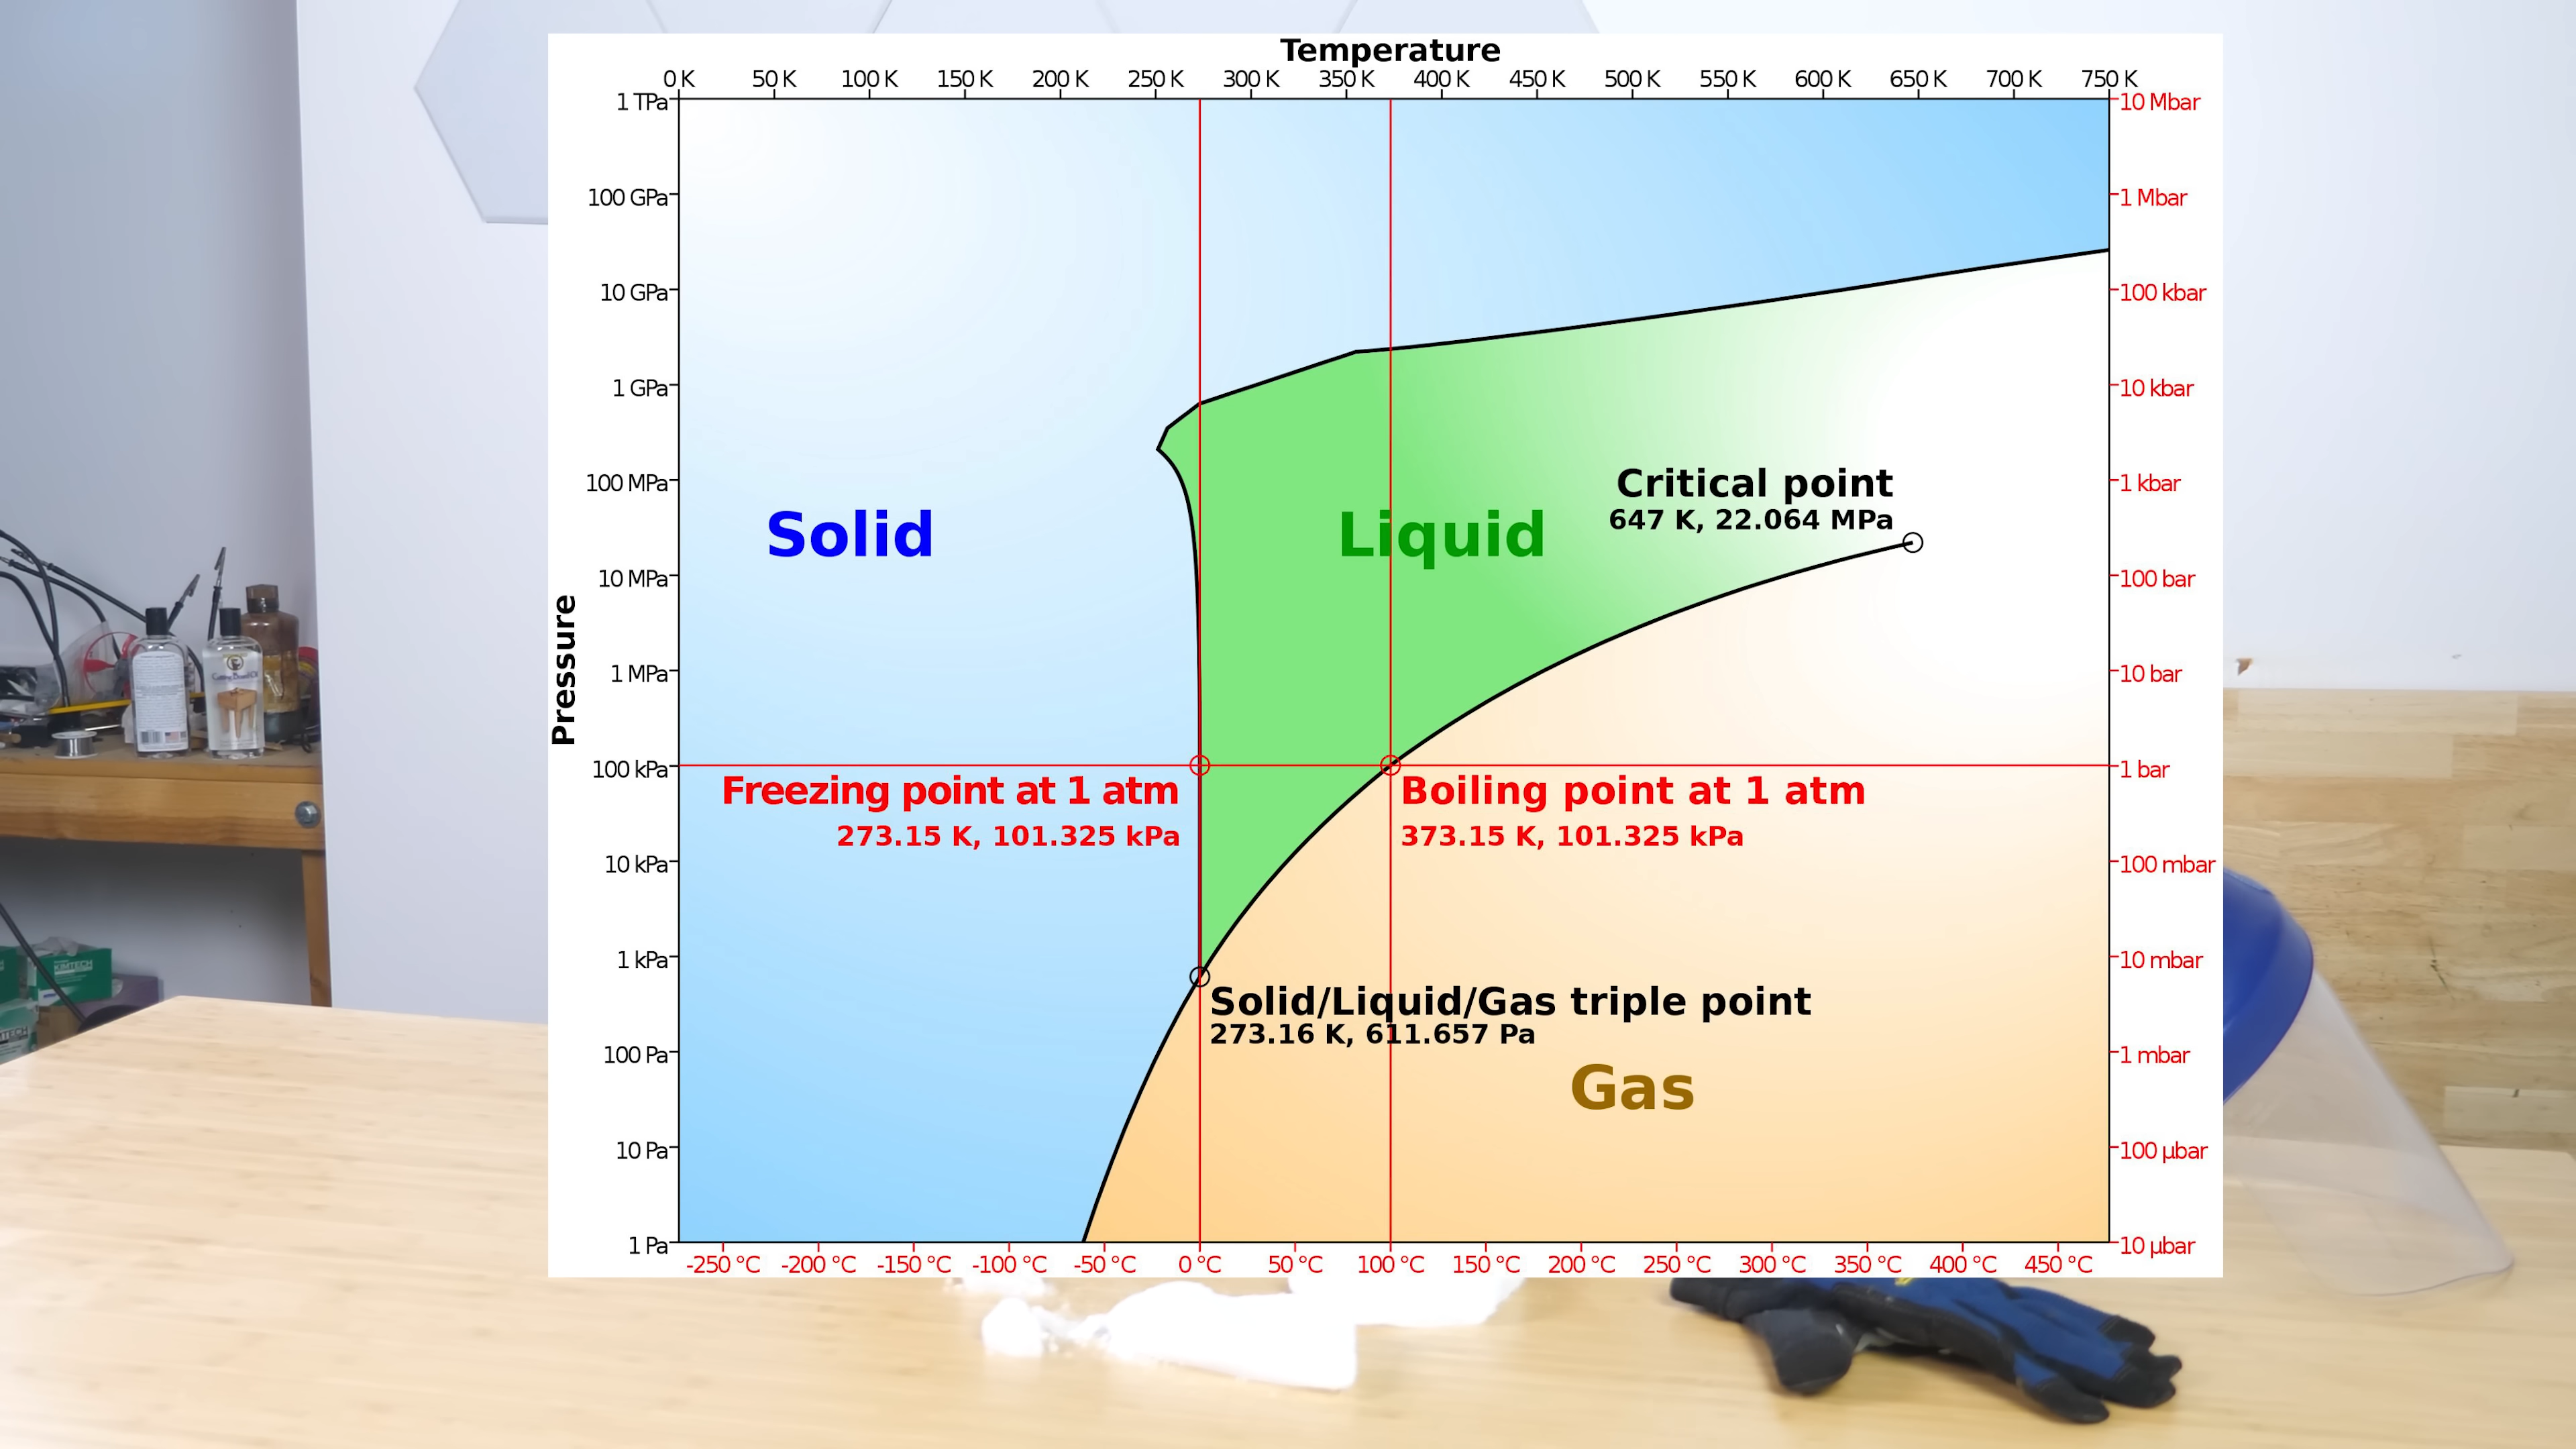 Temperature
0 K 50 K 100 K 150 K 200 K 250 K 300 K 350 K 400 K 450 K 500 K 550 K 600 K 650 K 700 K 750 K
1 TPa
10 Mbar
100 GPa
1 Mbar
10 GPa
100 kbar
1 GPa
10 kbar
100 MPa
1 kbar
Critical point
647 K, 22.064 MPa
Solid
Liquid
10 MPa
100 bar
Pressure
1 MPa
10 bar
100 kPa
1 bar
Freezing point at 1 atm
273.15 K, 101.325 kPa
Boiling point at 1 atm
373.15 K, 101.325 kPa
10 kPa
100 mbar
1 kPa
10 mbar
Solid/Liquid/Gas triple point
273.16 K, 611.657 Pa
100 Pa
1 mbar
Gas
10 Pa
100 µbar
1 Pa
10 µbar
-250 °C -200 °C -150 °C -100 °C -50 °C 0 °C 50 °C 100 °C 150 °C 200 °C 250 °C 300 °C 350 °C 400 °C 450 °C
KIMTECH